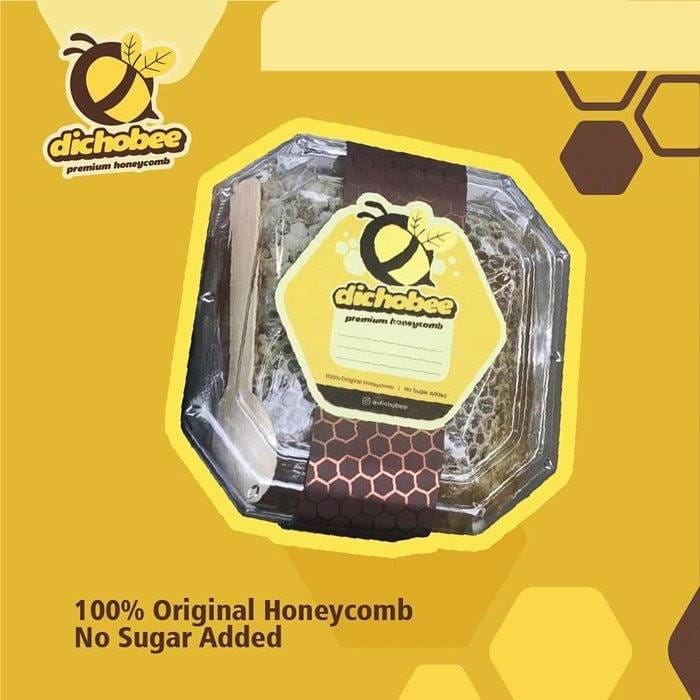 dichobee
premium honeycomb
dichobee
premium honeycomb
100% Original Honeycomb | No Sugar Added
@dichobee
100% Original Honeycomb
No Sugar Added